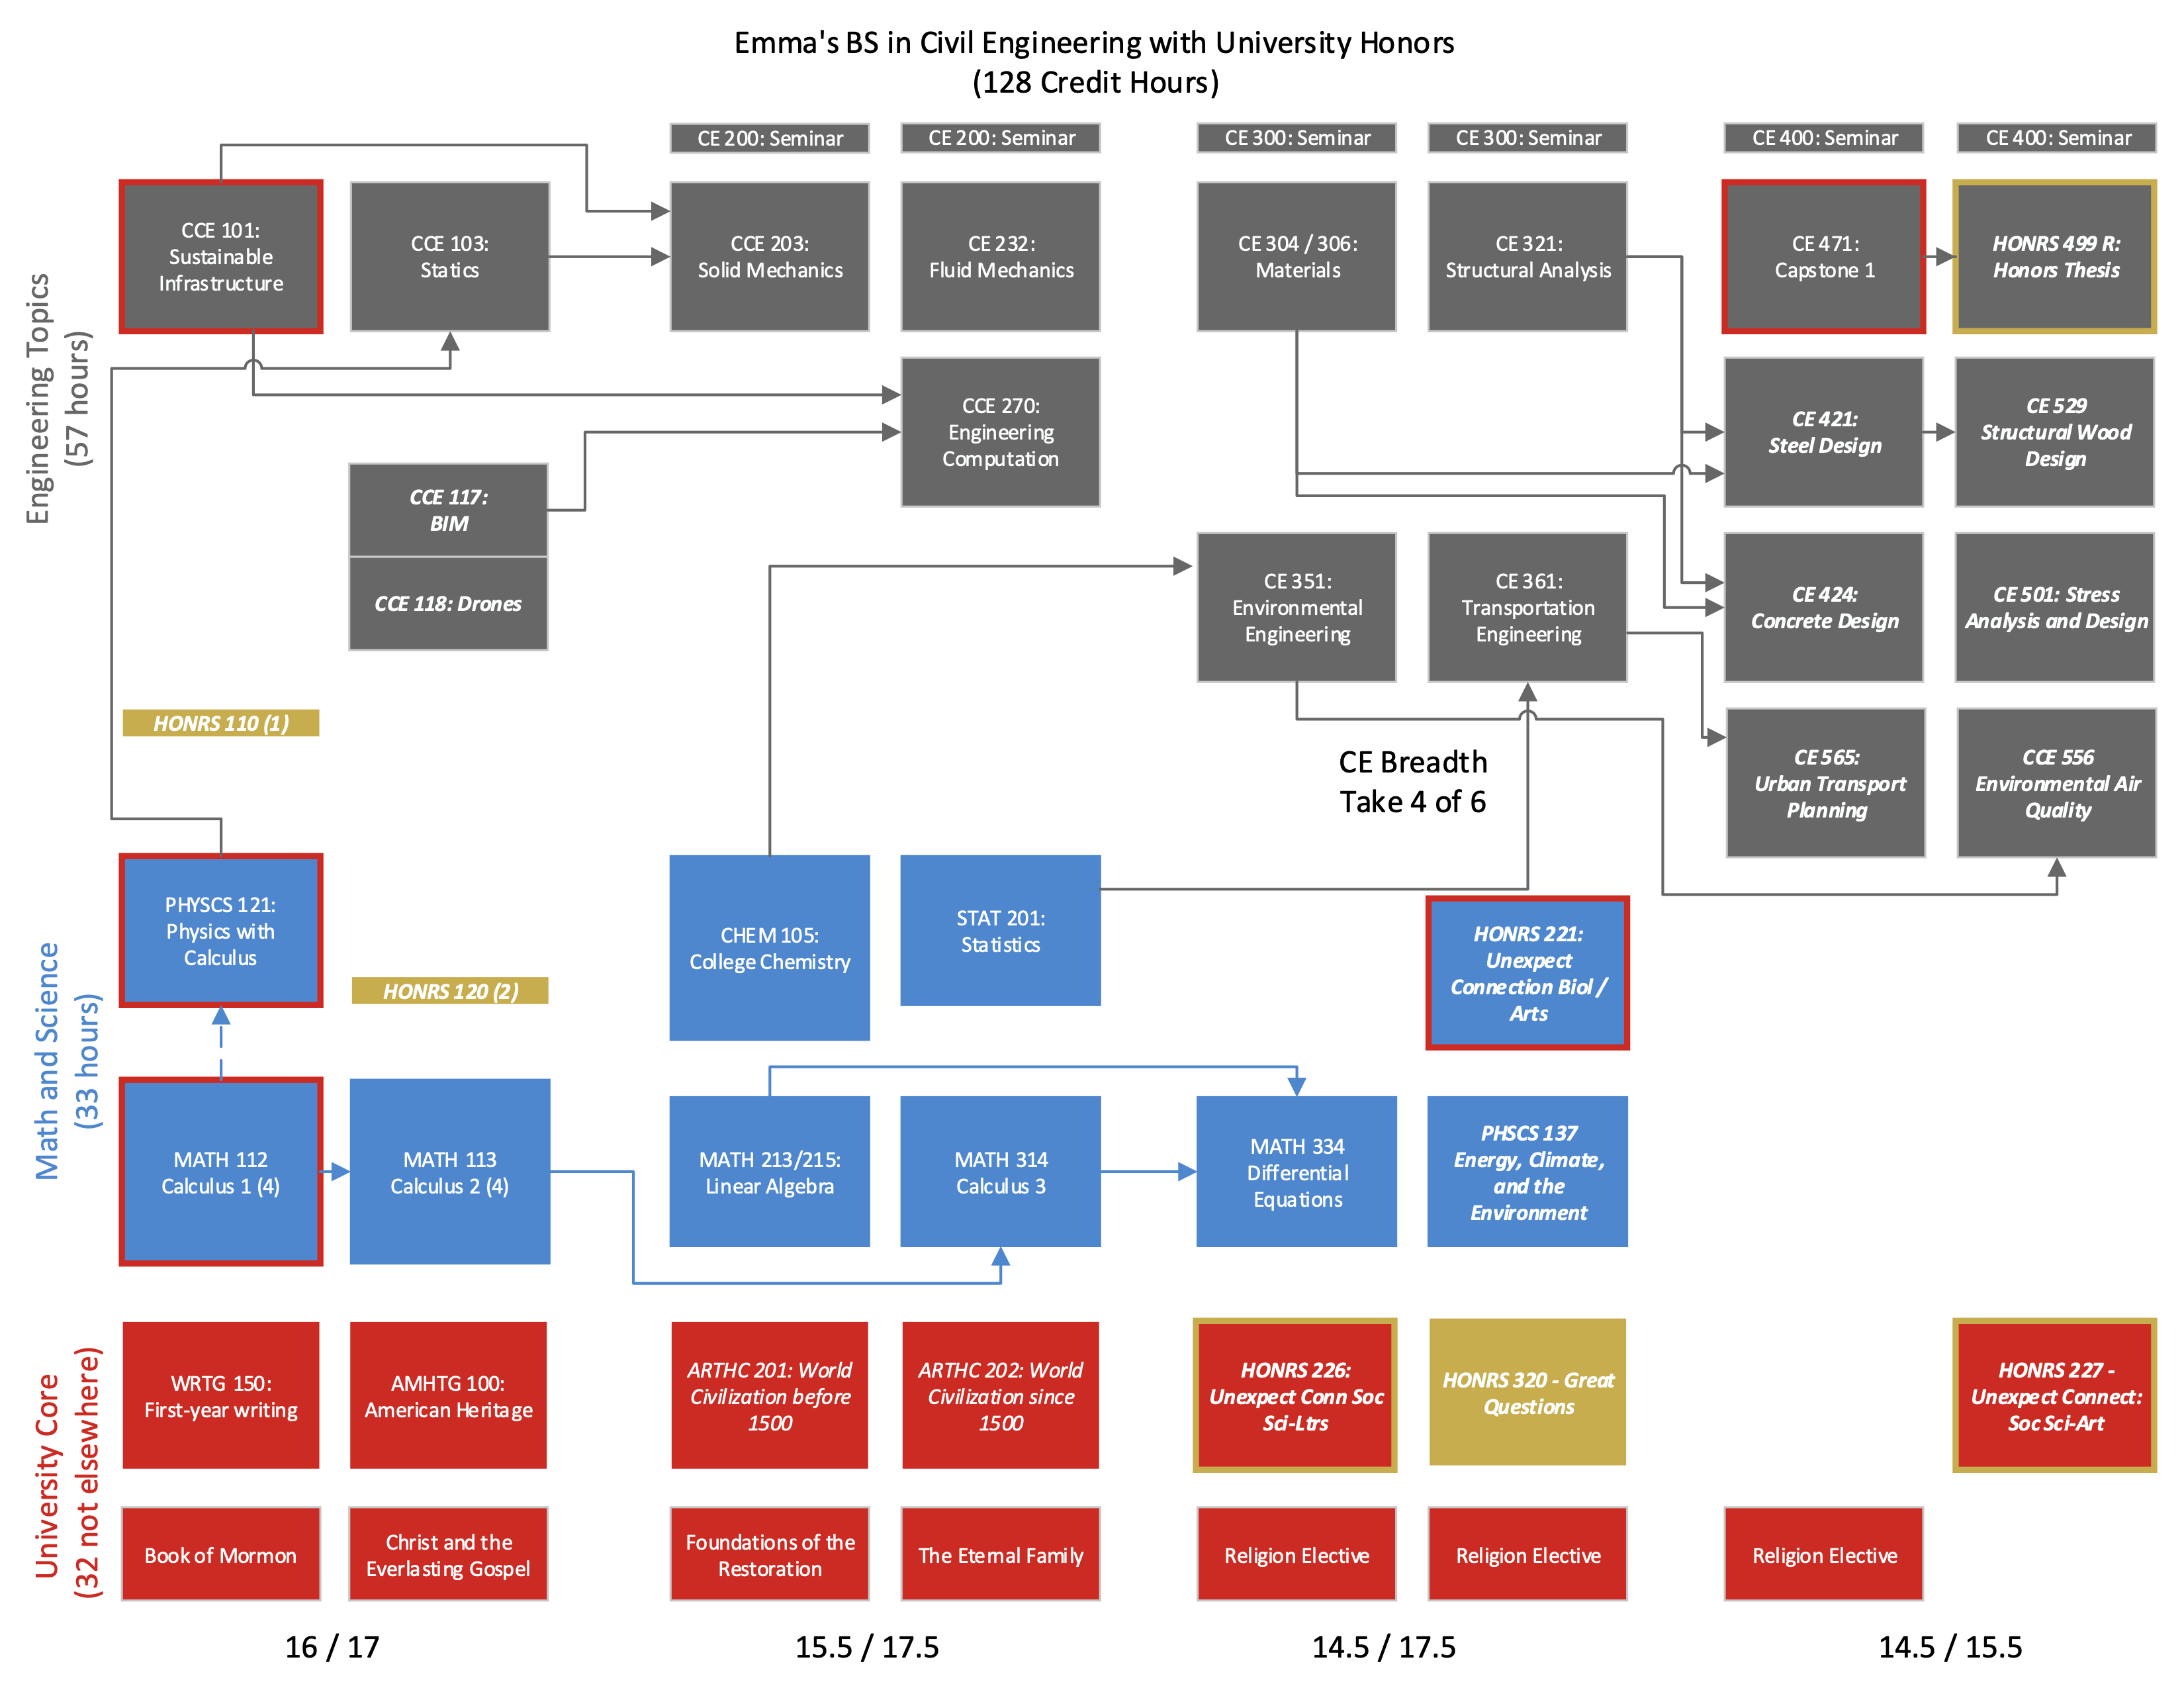 Emma's BS in Civil Engineering with University Honors
(128 Credit Hours)
CE 200: Seminar
CE 200: Seminar
CE 300: Seminar
CE 300: Seminar
CE 400: Seminar
CE 400: Seminar
Engineering Topics
(57 hours)
CCE 101:
Sustainable
Infrastructure
CCE 103:
Statics
CCE 203:
Solid Mechanics
CE 232:
Fluid Mechanics
CE 304 / 306:
Materials
CE 321:
Structural Analysis
CE 471:
Capstone 1
HONRS 499 R:
Honors Thesis
CCE 270:
Engineering
Computation
CE 421:
Steel Design
CE 529
Structural Wood
Design
CCE 117:
BIM
CCE 118: Drones
CE 351:
Environmental
Engineering
CE 361:
Transportation
Engineering
CE 424:
Concrete Design
CE 501: Stress
Analysis and Design
HONRS 110 (1)
CE Breadth
Take 4 of 6
CE 565:
Urban Transport
Planning
CCE 556
Environmental Air
Quality
Math and Science
(33 hours)
PHYSCS 121:
Physics with
Calculus
HONRS 120 (2)
CHEM 105:
College Chemistry
STAT 201:
Statistics
HONRS 221:
Unexpect
Connection Biol /
Arts
MATH 112
Calculus 1 (4)
MATH 113
Calculus 2 (4)
MATH 213/215:
Linear Algebra
MATH 314
Calculus 3
MATH 334
Differential
Equations
PHSCS 137
Energy, Climate,
and the
Environment
University Core
(32 not elsewhere)
WRTG 150:
First-year writing
AMHTG 100:
American Heritage
ARTHC 201: World
Civilization before
1500
ARTHC 202: World
Civilization since
1500
HONRS 226:
Unexpect Conn Soc
Sci-Ltrs
HONRS 320 - Great
Questions
HONRS 227 -
Unexpect Connect:
Soc Sci-Art
Book of Mormon
Christ and the
Everlasting Gospel
Foundations of the
Restoration
The Eternal Family
Religion Elective
Religion Elective
Religion Elective
16 / 17
15.5 / 17.5
14.5 / 17.5
14.5 / 15.5